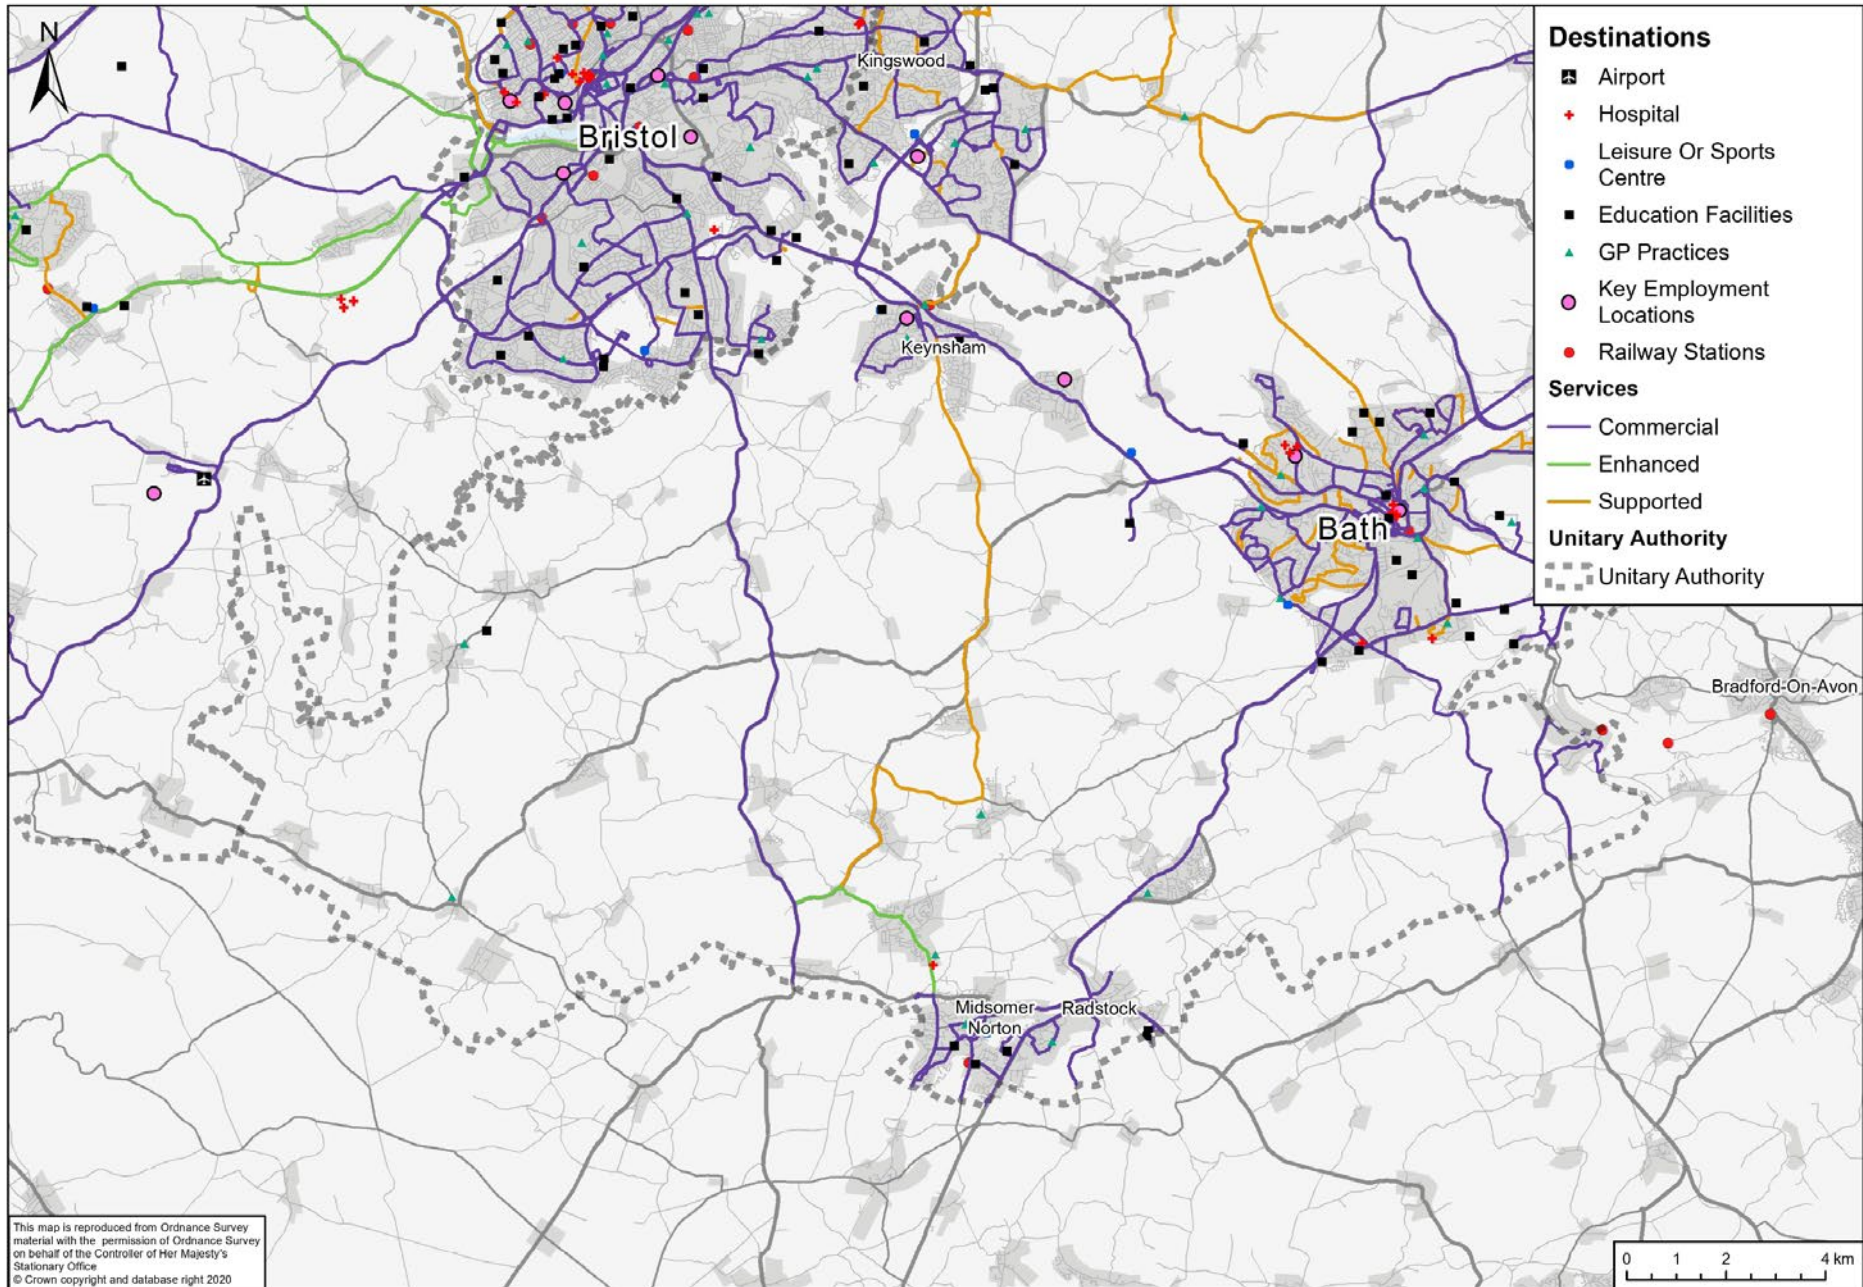 N
Kingswood
Bristol
Keynsham
Bath
Bradford-On-Avon
Midsomer
Norton
Radstock
Destinations
Airport
Hospital
Leisure Or Sports
Centre
Education Facilities
GP Practices
Key Employment
Locations
Railway Stations
Services
Commercial
Enhanced
Supported
Unitary Authority
Unitary Authority
This map is reproduced from Ordnance Survey
material with the permission of Ordnance Survey
on behalf of the Controller of Her Majesty's
Stationary Office
© Crown copyright and database right 2020
0 1 2 4 km